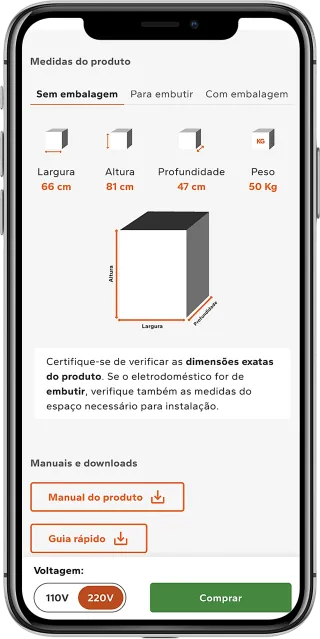 Medidas do produto
Sem embalagem Para embutir Com embalagem
KG
Largura Altura Profundidade Peso
66 cm 81 cm 47 cm 50 Kg
Altura
Largura
Profundidade
Certifique-se de verificar as dimensões exatas
do produto. Se o eletrodoméstico for de
embutir, verifique também as medidas do
espaço necessário para instalação.
Manuais e downloads
Manual do produto
Guia rápido
Voltagem:
110V 220V Comprar